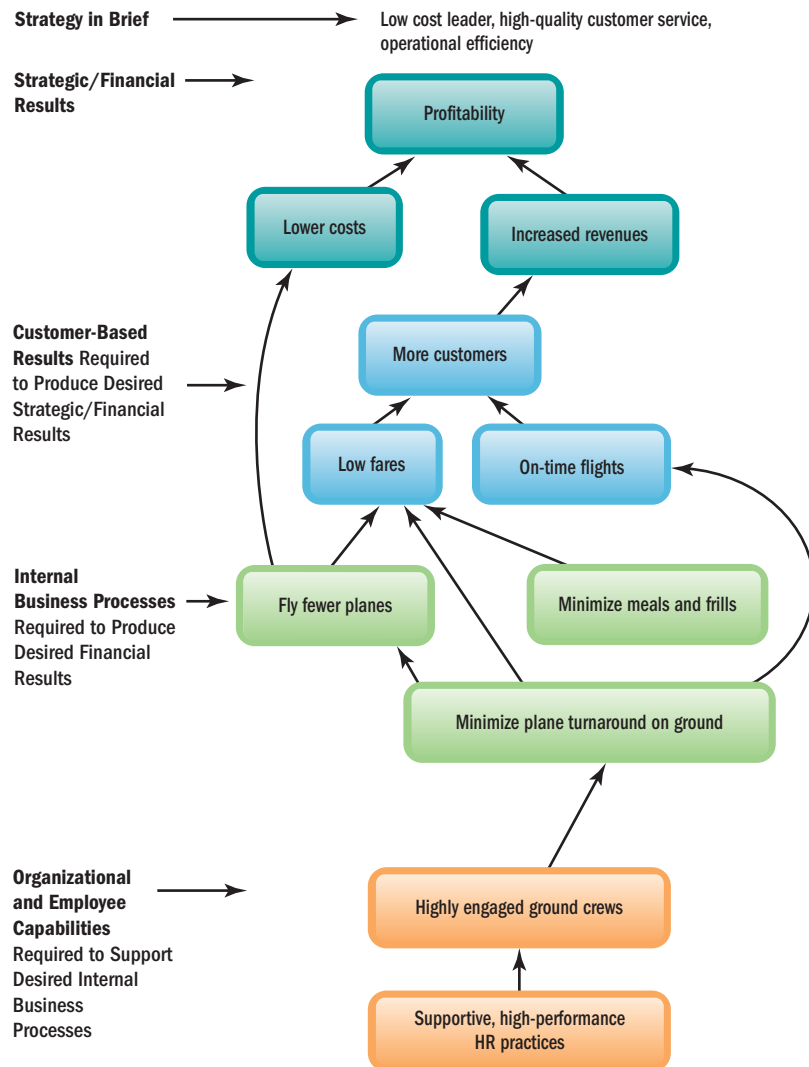 Strategy in Brief
Low cost leader, high-quality customer service,
operational efficiency
Strategic/Financial
Results
Profitability
Lower costs
Increased revenues
Customer-Based
Results Required
to Produce Desired
Strategic/Financial
Results
More customers
Low fares
On-time flights
Internal
Business Processes
Required to Produce
Desired Financial
Results
Fly fewer planes
Minimize meals and frills
Minimize plane turnaround on ground
Organizational
and Employee
Capabilities
Required to Support
Desired Internal
Business
Processes
Highly engaged ground crews
Supportive, high-performance
HR practices